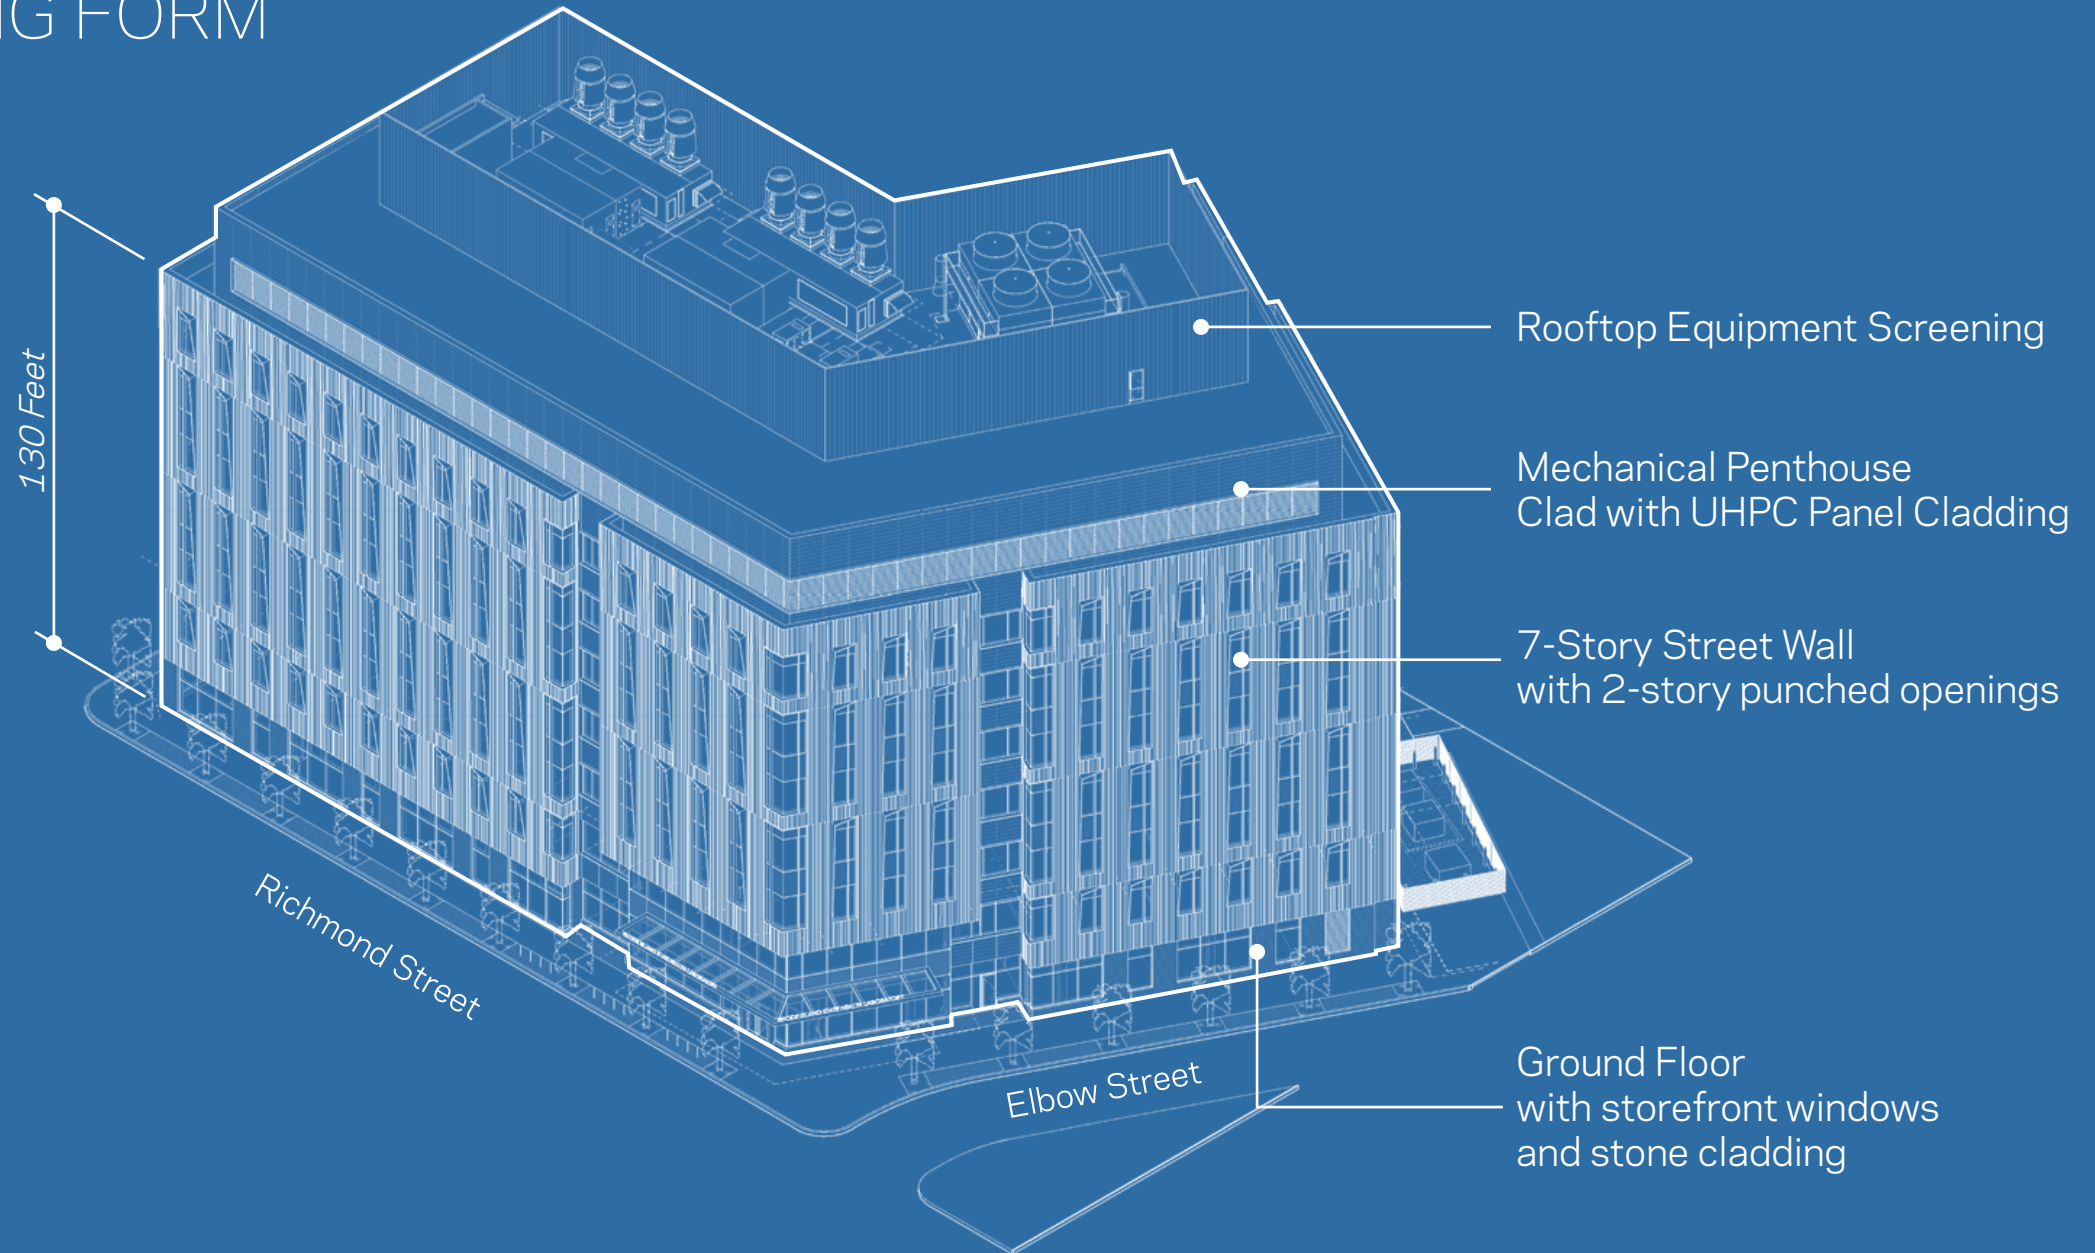 NG FORM
130 Feet
Rooftop Equipment Screening
Mechanical Penthouse
Clad with UHPC Panel Cladding
7-Story Street Wall
with 2-story punched openings
Richmond Street
Elbow Street
Ground Floor
with storefront windows
and stone cladding